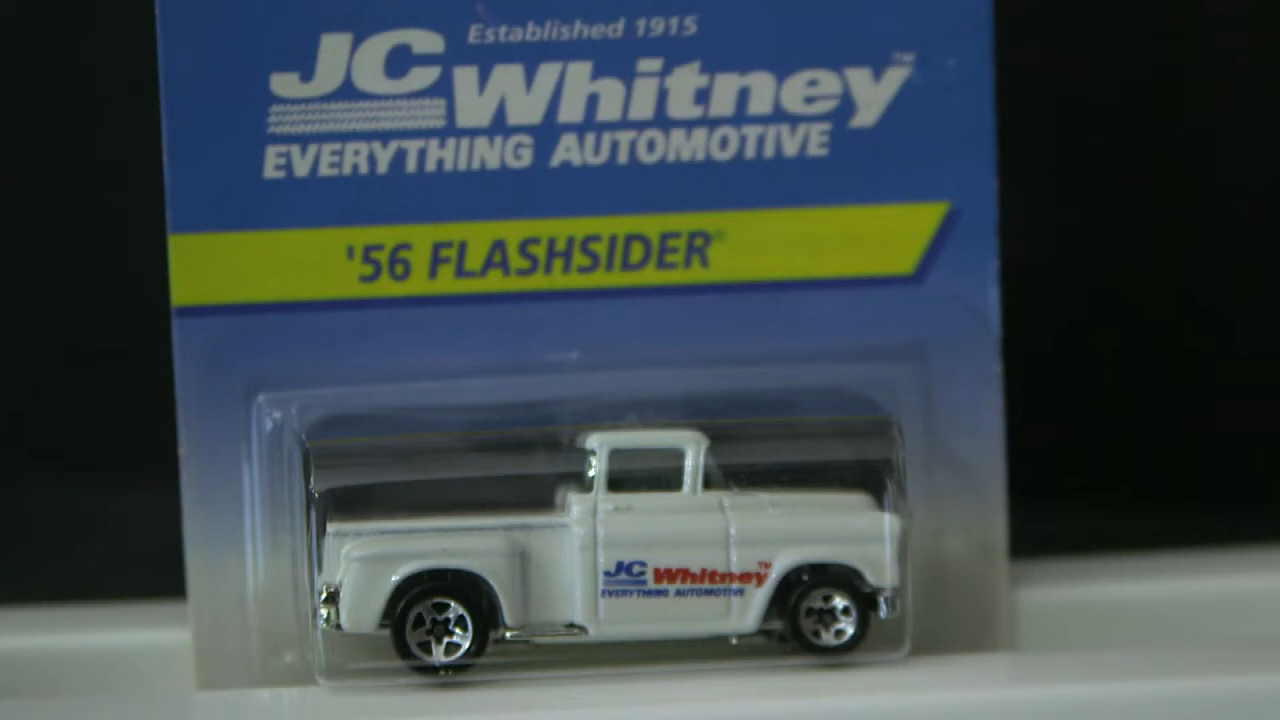 Established 1915
JC Whitney™
EVERYTHING AUTOMOTIVE
'56 FLASHSIDER
JC Whitney™
EVERYTHING AUTOMOTIVE